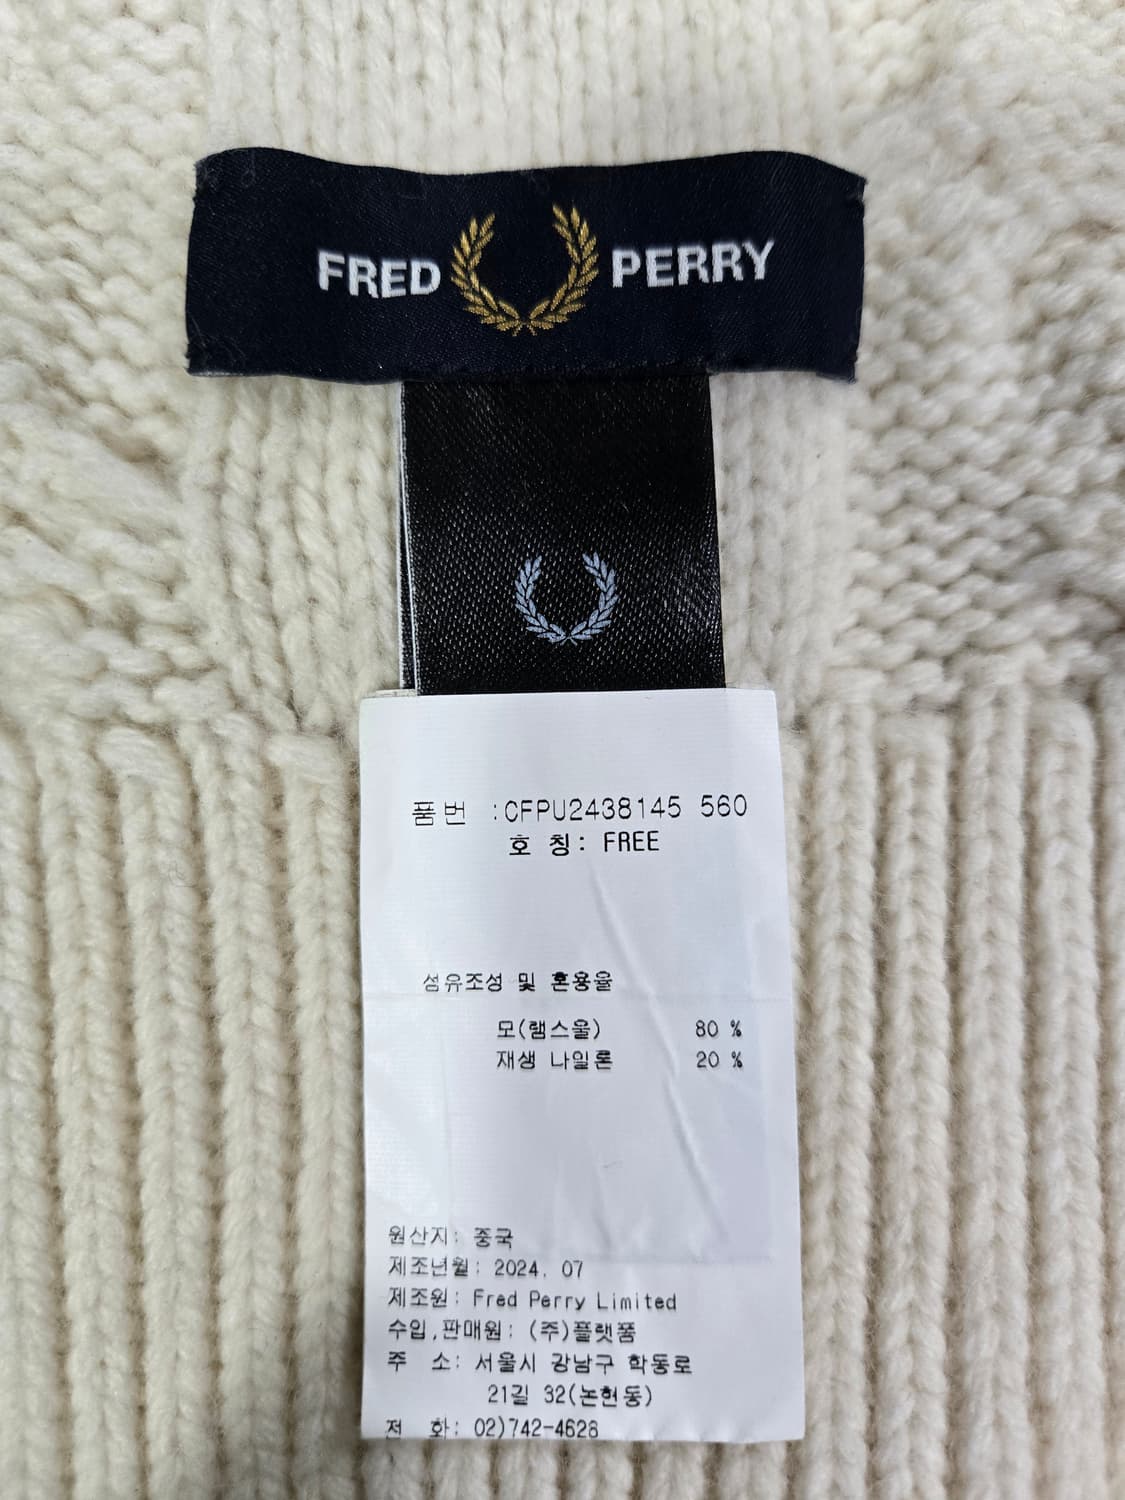 FRED PERRY
품번 :CFPU2438145 560
호 칭: FREE
섬유조성 및 혼용율
모(램스울) 80 %
재생 나일론 20 %
원산지: 중국
제조년월: 2024. 07
제조원: Fred Perry Limited
수입,판매원: (주)플랫폼
주 소: 서울시 강남구 학동로
21길 32(논현동)
전 화: 02)742-4628